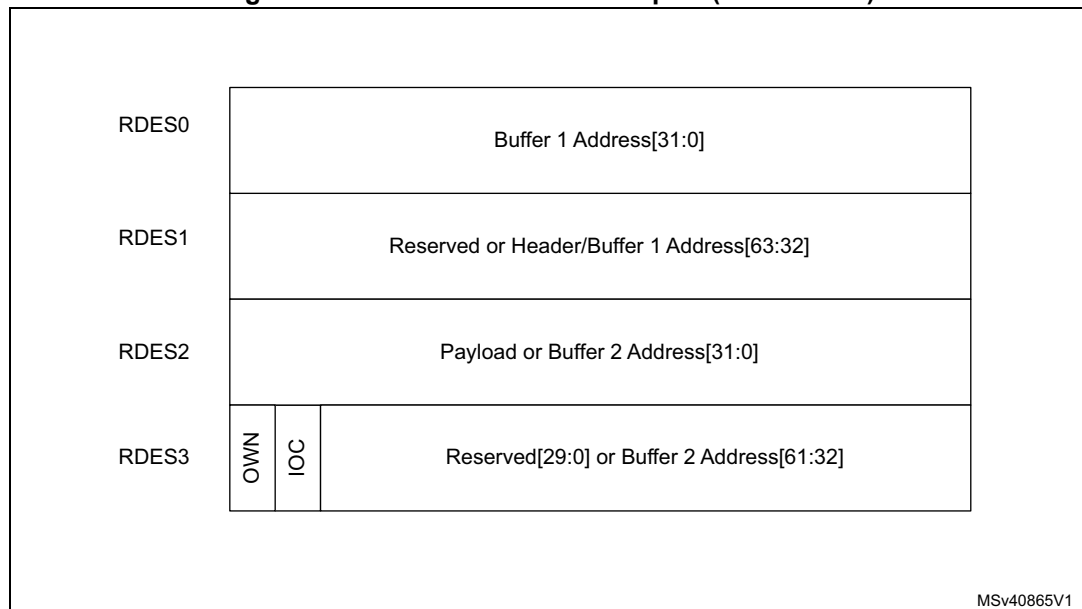 RDES0
Buffer 1 Address[31:0]
RDES1
Reserved or Header/Buffer 1 Address[63:32]
RDES2
Payload or Buffer 2 Address[31:0]
RDES3
OWN
IOC
Reserved[29:0] or Buffer 2 Address[61:32]
MSv40865V1